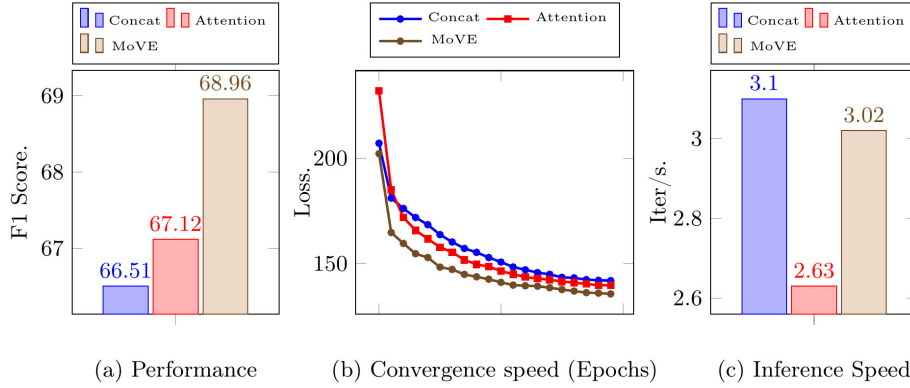 Concat Attention
MoVE
69
68
67
F1 Score.
66.51
67.12
68.96
(a) Performance
Concat Attention
MoVE
200
150
Loss.
(b) Convergence speed (Epochs)
Concat Attention
MoVE
3
2.8
2.6
Iter/s.
3.1
2.63
3.02
(c) Inference Speed